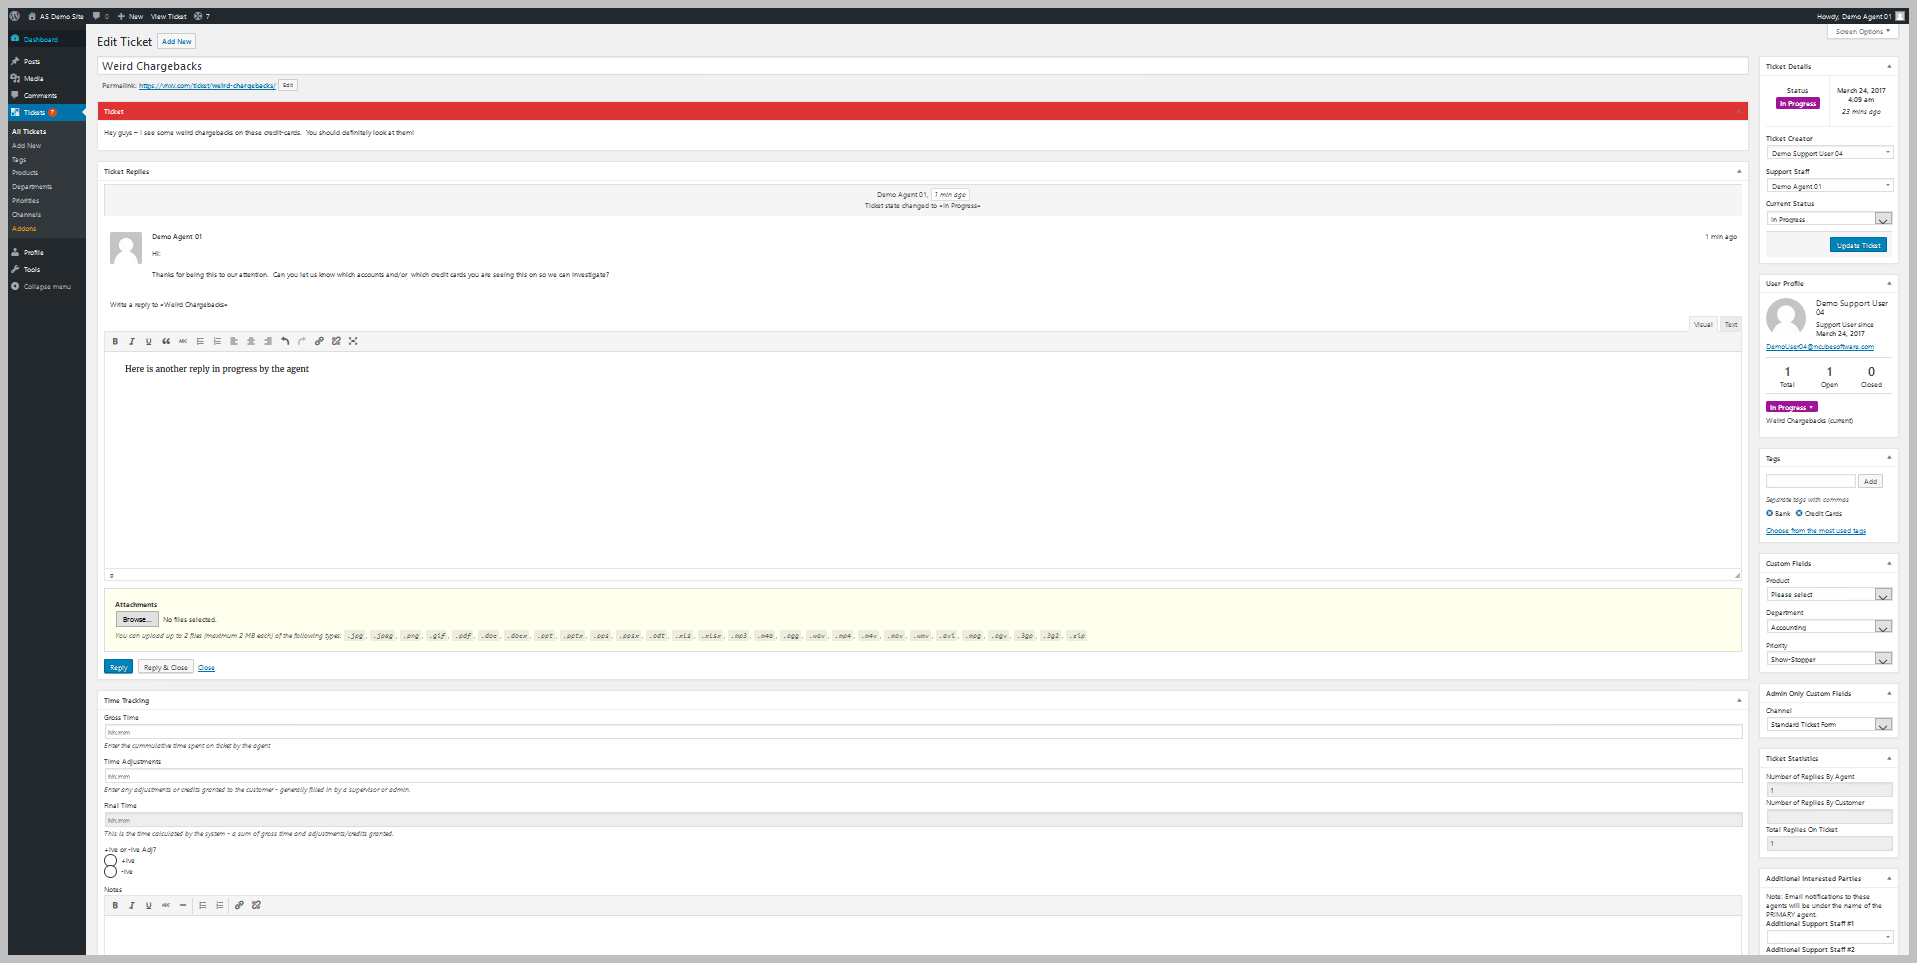 AS Demo Site 0 New View Ticket 7
Howdy, Demo Agent 01
Dashboard
Posts
Media
Comments
Tickets 7
All Tickets
Add New
Tags
Products
Departments
Priorities
Channels
Addons
Profile
Tools
Collapse menu
Screen Options
Edit Ticket Add New
Weird Chargebacks
Permalink: https://vnxv.com/ticket/weird-chargebacks/ Edit
Ticket
Hey guys – I see some weird chargebacks on these credit-cards. You should definitely look at them!
Ticket Replies
Demo Agent 01, 1 min ago
Ticket state changed to «In Progress»
Demo Agent 01
1 min ago
Hi:
Thanks for being this to our attention. Can you let us know which accounts and/or which credit cards you are seeing this on so we can investigate?
Write a reply to «Weird Chargebacks»
Visual Text
B I U ABC
Here is another reply in progress by the agent
p
Attachments
Browse... No files selected.
You can upload up to 2 files (maximum 2 MB each) of the following types: .jpg, .jpeg, .png, .gif, .pdf, .doc, .docx, .ppt, .pptx, .pps, .ppsx, .odt, .xls, .xlsx, .mp3, .m4a, .ogg, .wav, .mp4, .m4v, .mov, .wmv, .avi, .mpg, .ogv, .3gp, .3g2, .zip
Reply Reply & Close Close
Time Tracking
Gross Time
hh:mm
Enter the cummulative time spent on ticket by the agent
Time Adjustments
hh:mm
Enter any adjustments or credits granted to the customer - generally filled in by a supervisor or admin.
Final Time
hh:mm
This is the time calculated by the system - a sum of gross time and adjustments/credits granted.
+ive or -ive Adj?
+ive
-ive
Notes
B I U ABC
Ticket Details
Status
In Progress
March 24, 2017
4:09 am
23 mins ago
Ticket Creator
Demo Support User 04
Support Staff
Demo Agent 01
Current Status
In Progress
Update Ticket
User Profile
Demo Support User
04
Support User since
March 24, 2017
DemoUser04@ncubesoftware.com
1 1 0
Total Open Closed
In Progress
Weird Chargebacks (current)
Tags
Add
Separate tags with commas
Bank Credit Cards
Choose from the most used tags
Custom Fields
Product
Please select
Department
Accounting
Priority
Show-Stopper
Admin Only Custom Fields
Channel
Standard Ticket Form
Ticket Statistics
Number of Replies By Agent
1
Number of Replies By Customer
Total Replies On Ticket
1
Additional Interested Parties
Note: Email notifications to these
agents will be under the name of the
PRIMARY agent.
Additional Support Staff #1
Additional Support Staff #2